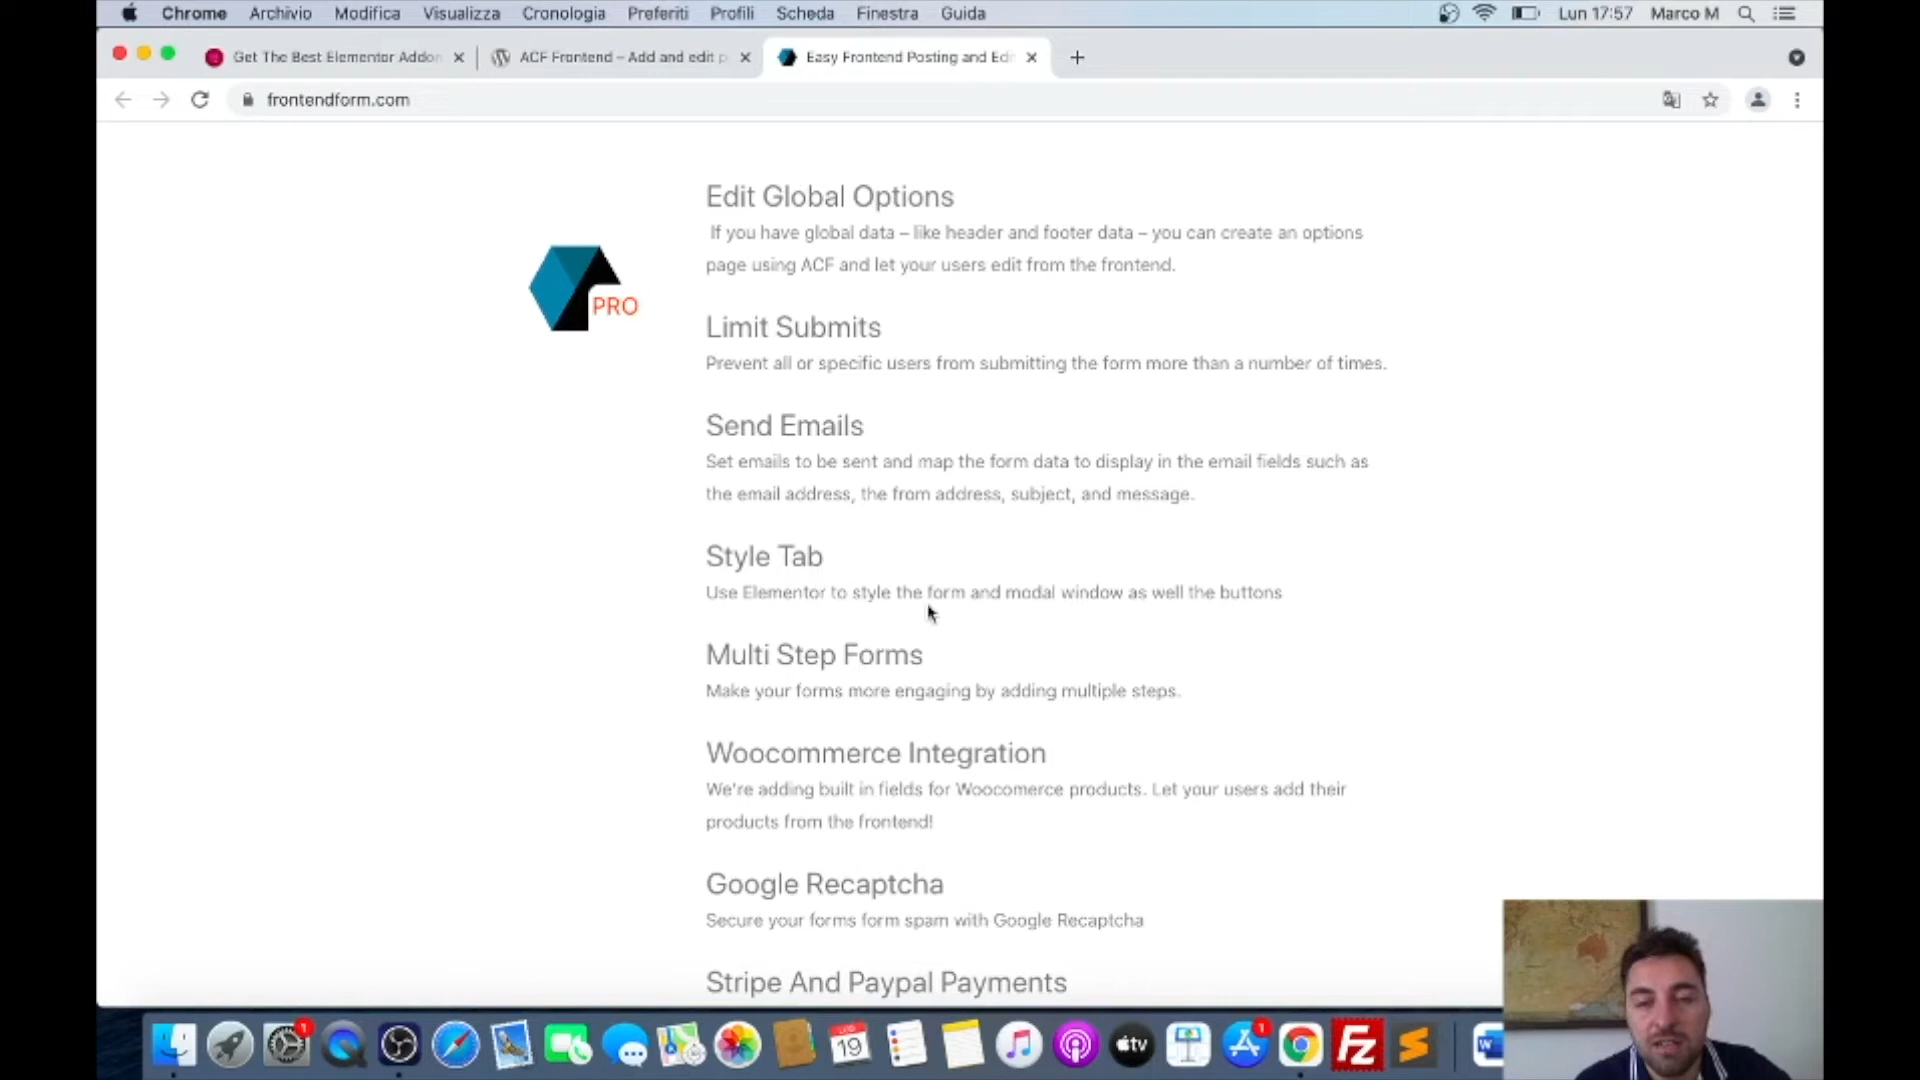 Chrome Archivio Modifica Visualizza Cronologia Preferiti Profili Scheda Finestra Guida Lun 17:57 Marco M
Get The Best Elementor Addon ACF Frontend – Add and edit p Easy Frontend Posting and Edi
frontendform.com
Edit Global Options
If you have global data – like header and footer data – you can create an options
page using ACF and let your users edit from the frontend.
PRO
Limit Submits
Prevent all or specific users from submitting the form more than a number of times.
Send Emails
Set emails to be sent and map the form data to display in the email fields such as
the email address, the from address, subject, and message.
Style Tab
Use Elementor to style the form and modal window as well the buttons
Multi Step Forms
Make your forms more engaging by adding multiple steps.
Woocommerce Integration
We're adding built in fields for Woocomerce products. Let your users add their
products from the frontend!
Google Recaptcha
Secure your forms form spam with Google Recaptcha
Stripe And Paypal Payments
1
LUG
19
tv
1
Fz
W